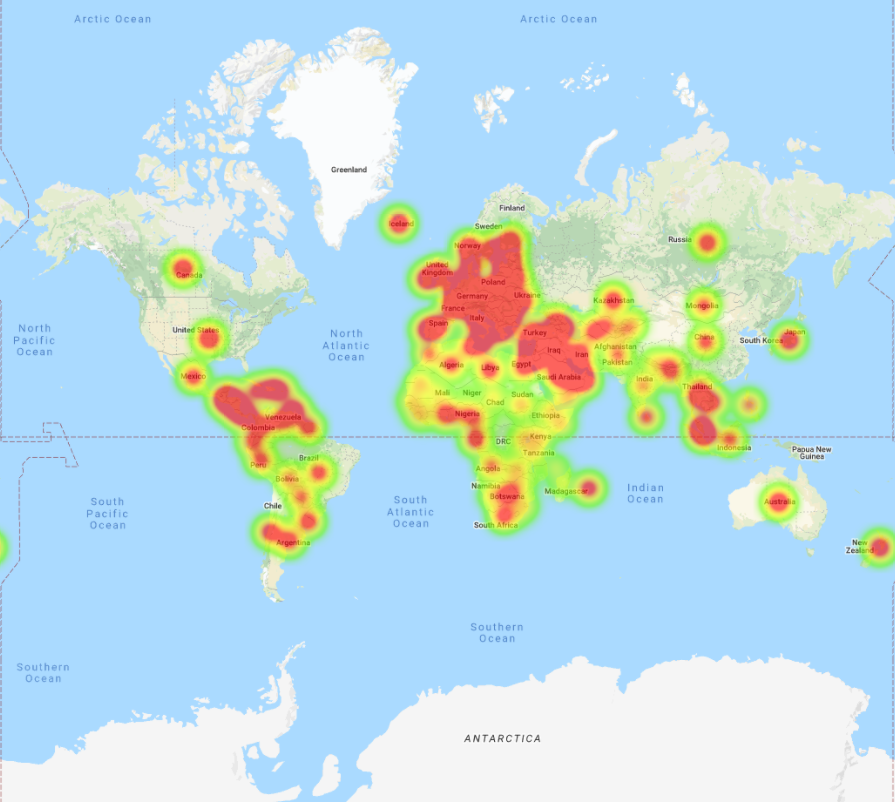 Arctic Ocean
Arctic Ocean
Greenland
Iceland
Finland
Sweden
Norway
Russia
United
Kingdom
Canada
Poland
Germany
Ukraine
Kazakhstan
Mongolia
France
Italy
North
Pacific
Ocean
United States
North
Atlantic
Ocean
Spain
Turkey
China
South Korea
Japan
Iraq
Iran
Afghanistan
Pakistan
Algeria
Libya
Egypt
Mexico
Saudi Arabia
India
Thailand
Mali
Niger
Chad
Sudan
Nigeria
Ethiopia
Venezuela
Colombia
DRC
Kenya
Indonesia
Papua New
Guinea
Tanzania
Brazil
Peru
Angola
Bolivia
Namibia
Botswana
Madagascar
Indian
Ocean
South
Pacific
Ocean
South
Atlantic
Ocean
Chile
Australia
South Africa
Argentina
New
Zealand
Southern
Ocean
Southern
Ocean
ANTARCTICA